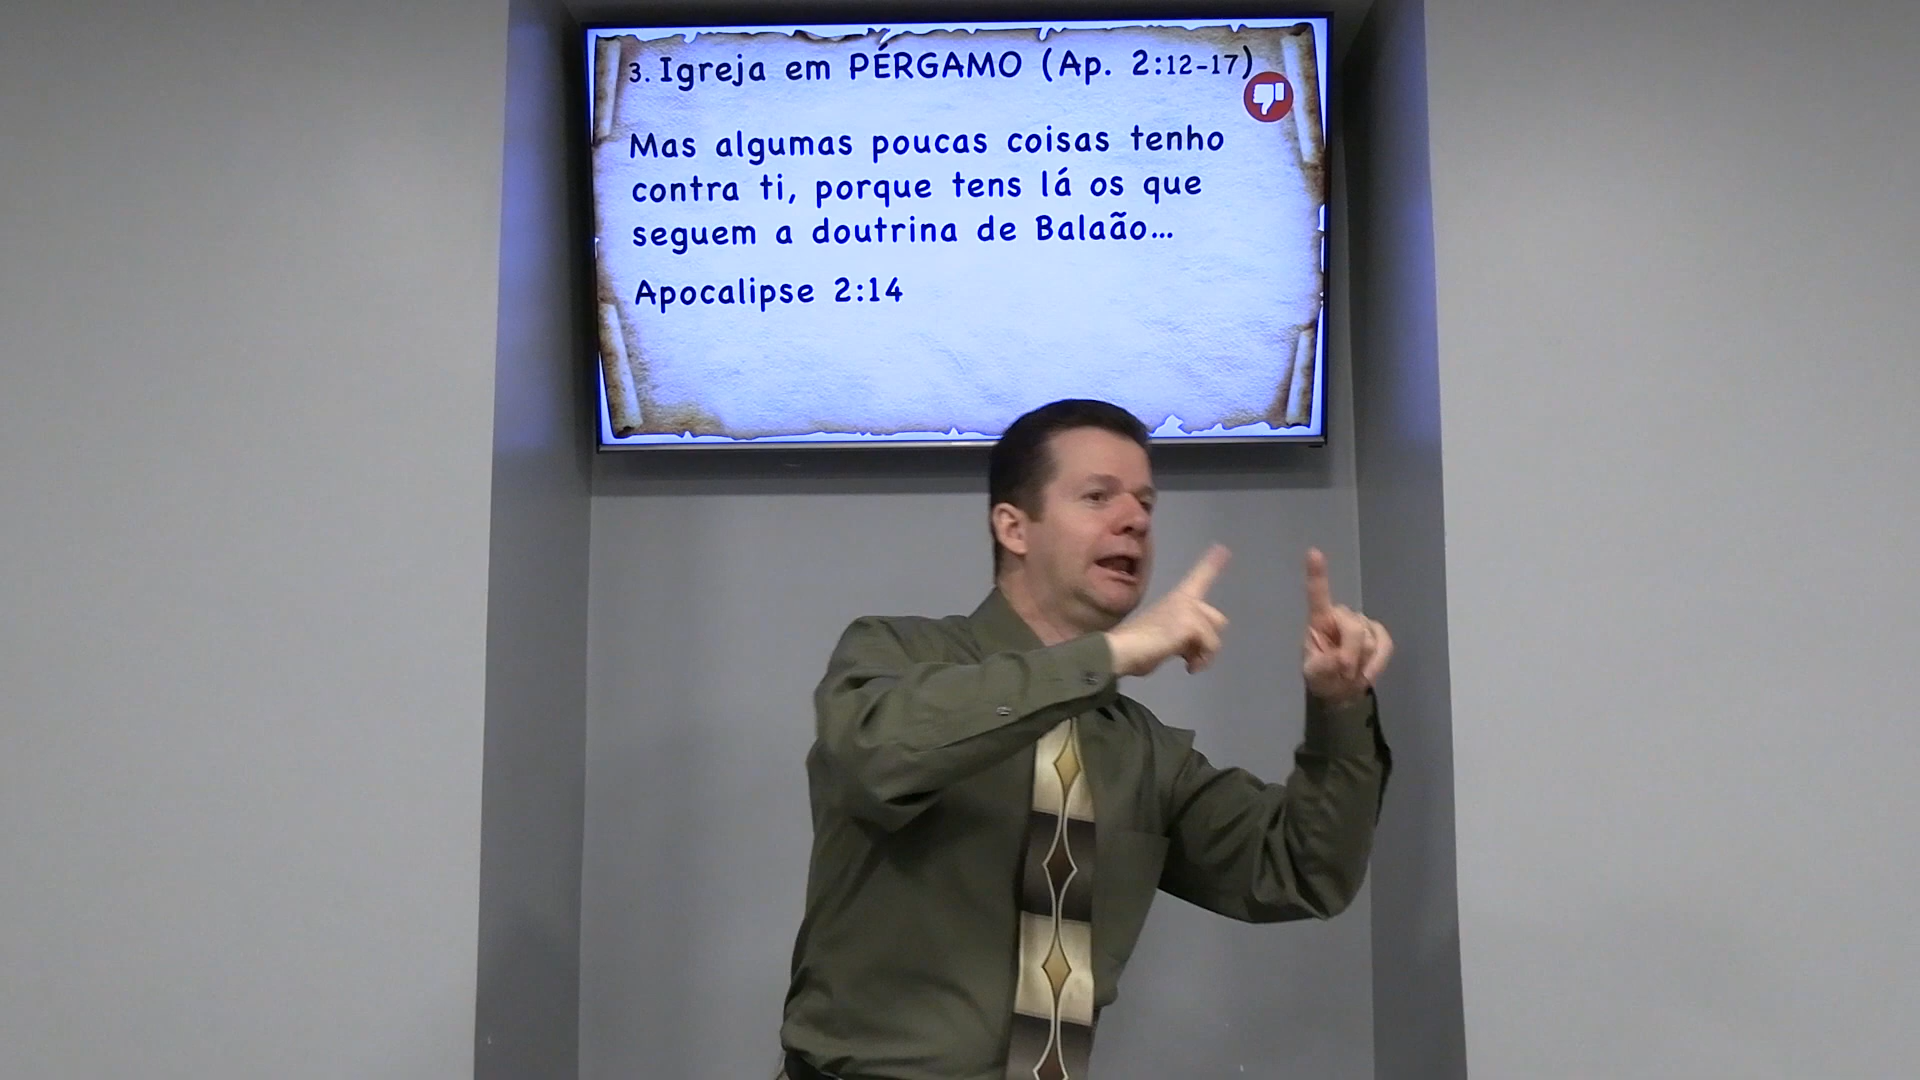 3. Igreja em PÉRGAMO (Ap. 2:12-17)
Mas algumas poucas coisas tenho
contra ti, porque tens lá os que
seguem a doutrina de Balaão...
Apocalipse 2:14